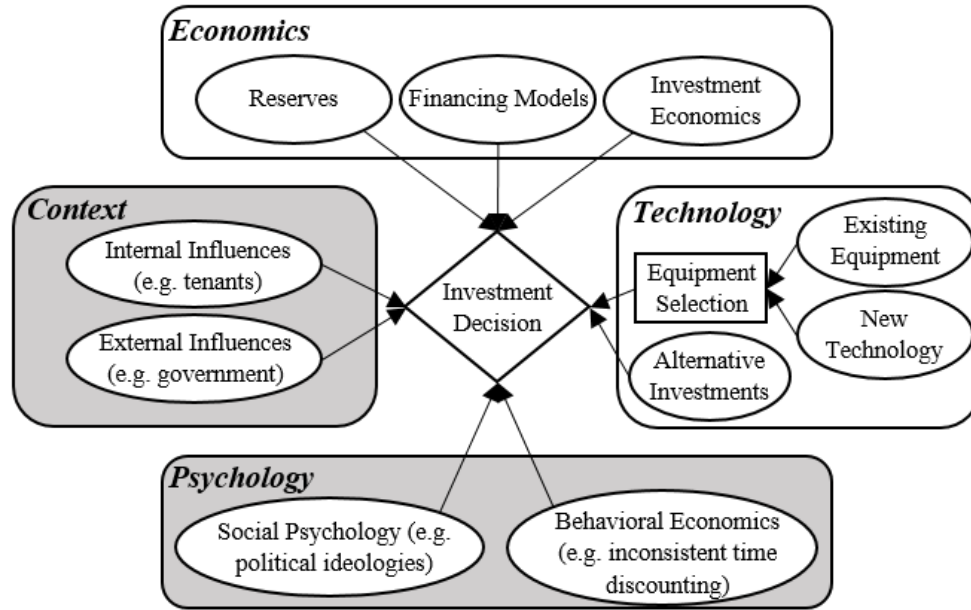 Economics
Reserves
Financing Models
Investment
Economics
Context
Internal Influences
(e.g. tenants)
External Influences
(e.g. government)
Investment
Decision
Technology
Equipment
Selection
Existing
Equipment
New
Technology
Alternative
Investments
Psychology
Social Psychology (e.g.
political ideologies)
Behavioral Economics
(e.g. inconsistent time
discounting)